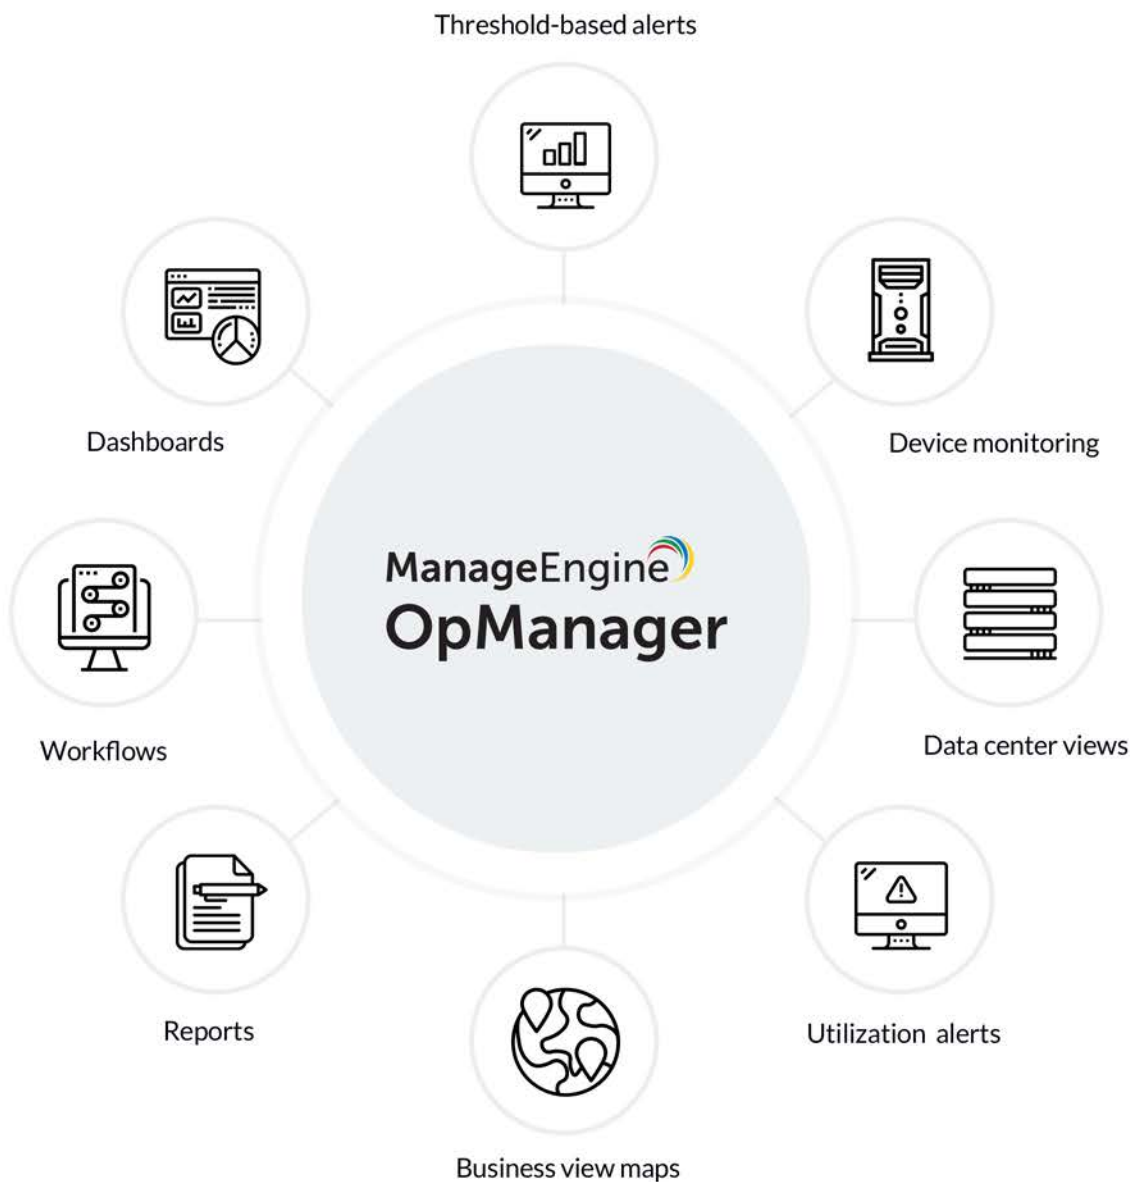 Threshold-based alerts
Dashboards
Device monitoring
ManageEngine
OpManager
Workflows
Data center views
Reports
Utilization alerts
Business view maps